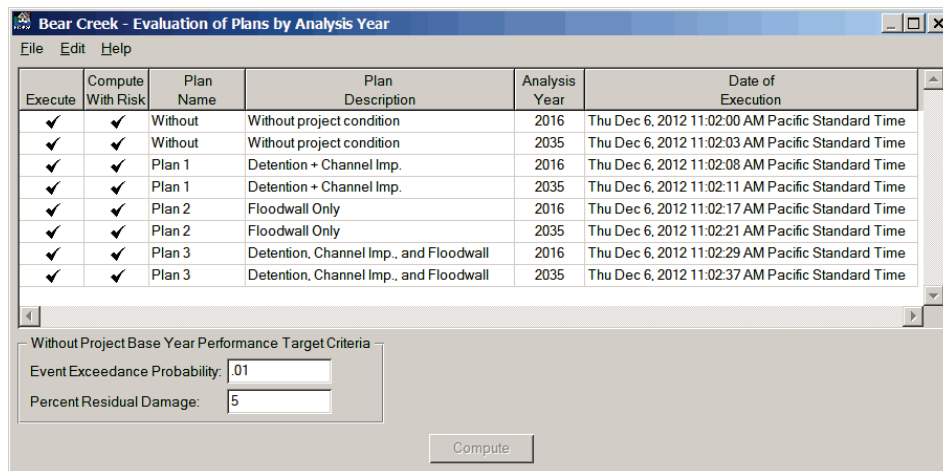 Bear Creek - Evaluation of Plans by Analysis Year
File Edit Help
Execute Compute With Risk Plan Name Plan Description Analysis Year Date of Execution
✓ ✓ Without Without project condition 2016 Thu Dec 6, 2012 11:02:00 AM Pacific Standard Time
✓ ✓ Without Without project condition 2035 Thu Dec 6, 2012 11:02:03 AM Pacific Standard Time
✓ ✓ Plan 1 Detention + Channel Imp. 2016 Thu Dec 6, 2012 11:02:08 AM Pacific Standard Time
✓ ✓ Plan 1 Detention + Channel Imp. 2035 Thu Dec 6, 2012 11:02:11 AM Pacific Standard Time
✓ ✓ Plan 2 Floodwall Only 2016 Thu Dec 6, 2012 11:02:17 AM Pacific Standard Time
✓ ✓ Plan 2 Floodwall Only 2035 Thu Dec 6, 2012 11:02:21 AM Pacific Standard Time
✓ ✓ Plan 3 Detention, Channel Imp., and Floodwall 2016 Thu Dec 6, 2012 11:02:29 AM Pacific Standard Time
✓ ✓ Plan 3 Detention, Channel Imp., and Floodwall 2035 Thu Dec 6, 2012 11:02:37 AM Pacific Standard Time
Without Project Base Year Performance Target Criteria
Event Exceedance Probability: .01
Percent Residual Damage: 5
Compute